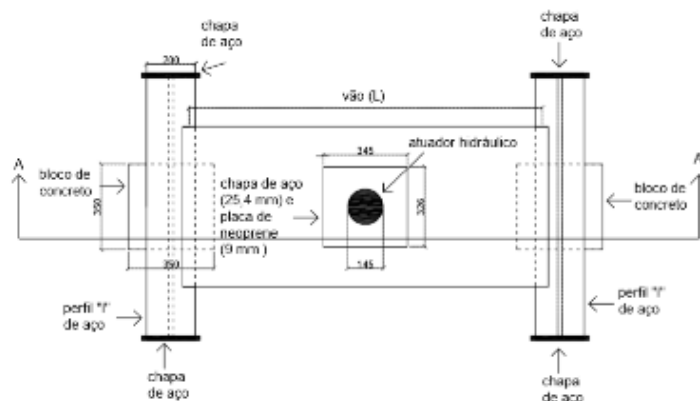 chapa
de aço
chapa
de aço
200
vão (L)
atuador hidráulico
345
A
A
bloco de
concreto
chapa de aço
(25,4 mm) e
placa de
neoprene
(9 mm )
bloco de
concreto
350
326
350
145
perfil "I"
de aço
perfil "I"
de aço
chapa
de aço
chapa
de aço